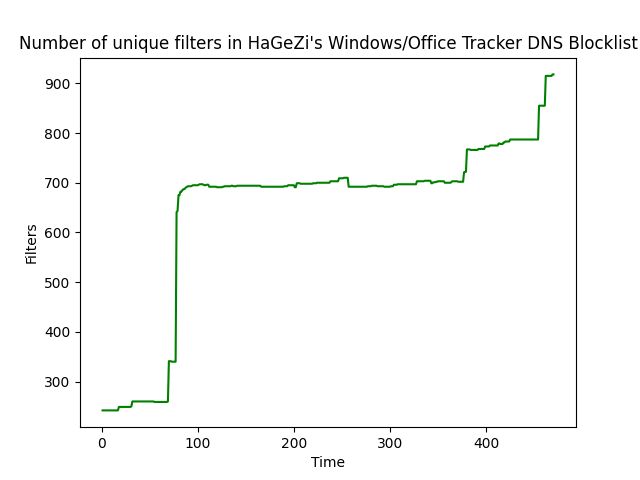 Number of unique filters in HaGeZi's Windows/Office Tracker DNS Blocklist
900
800
700
600
500
400
300
Filters
0 100 200 300 400
Time